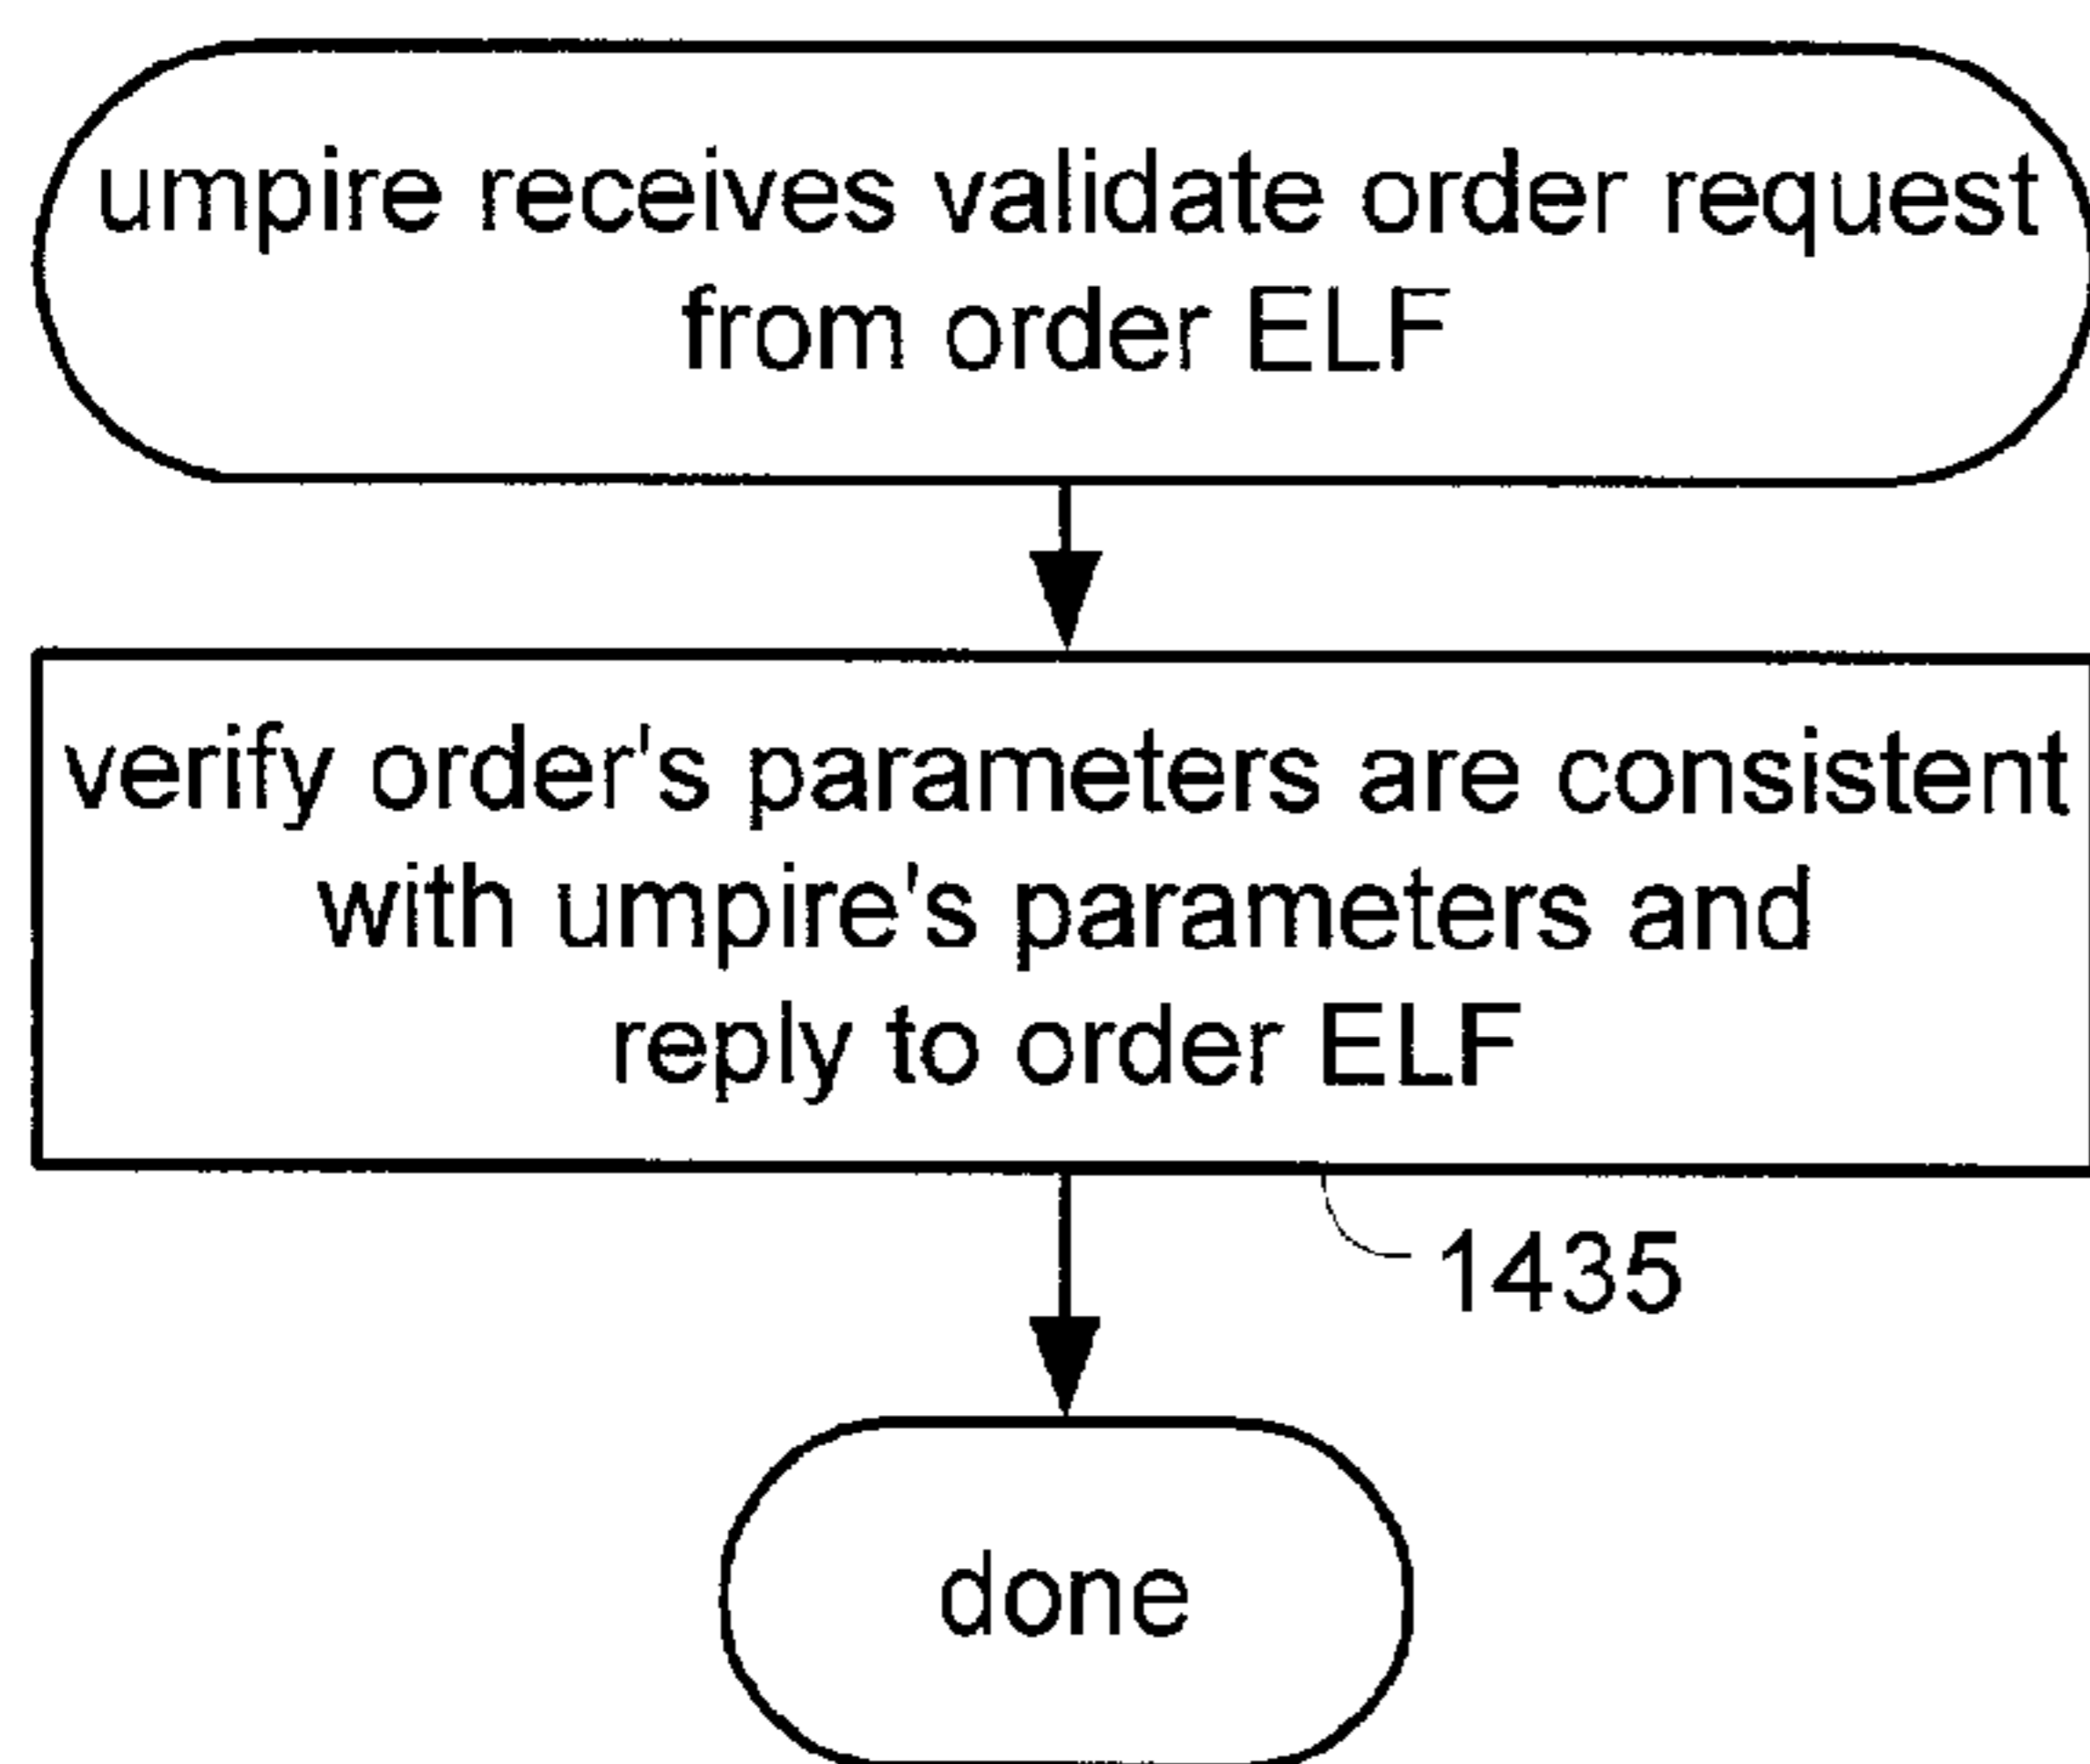 umpire receives validate order request
from order ELF
verify order's parameters are consistent
with umpire's parameters and
reply to order ELF
1435
done